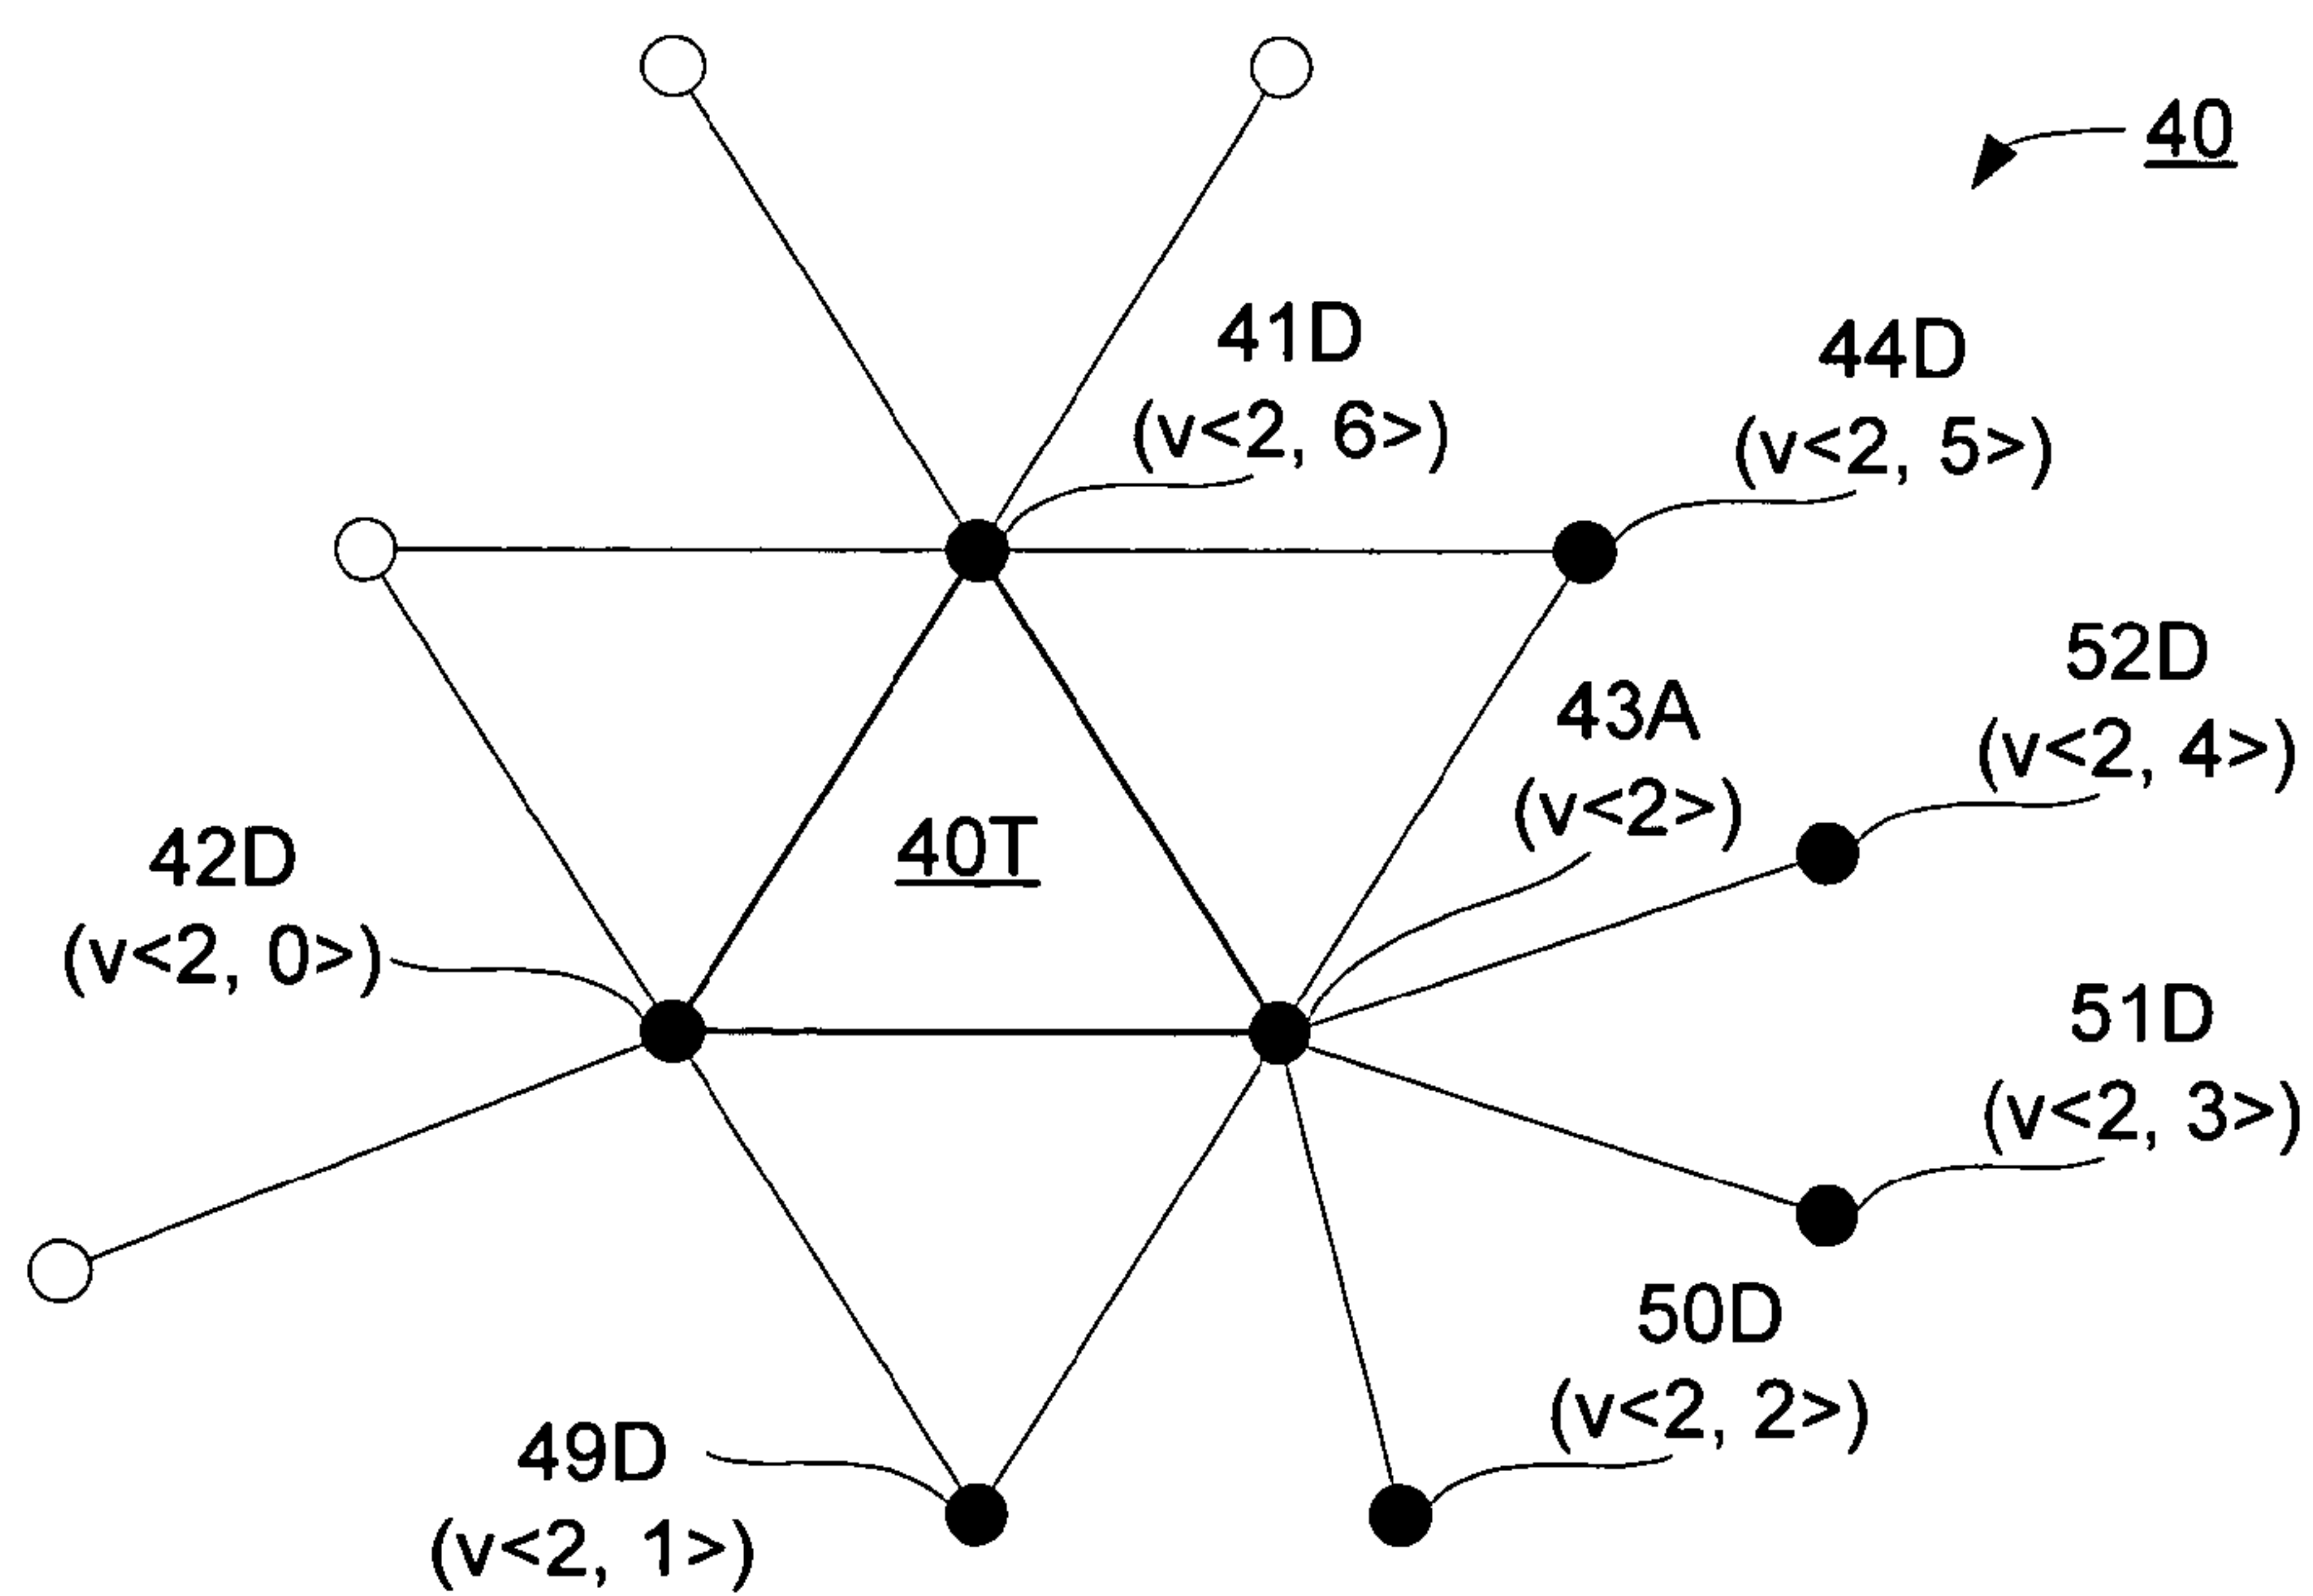 40
41D
(v<2, 6>)
44D
(v<2, 5>)
52D
(v<2, 4>)
43A
(v<2>)
40T
42D
(v<2, 0>)
51D
(v<2, 3>)
50D
(v<2, 2>)
49D
(v<2, 1>)